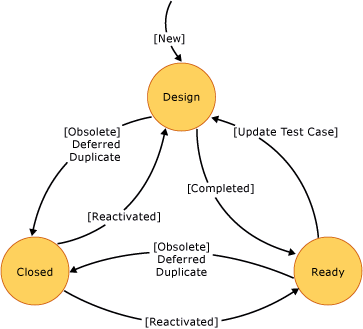 [New]
Design
[Obsolete]
Deferred
Duplicate
[Update Test Case]
[Completed]
[Reactivated]
[Obsolete]
Deferred
Duplicate
Closed
Ready
[Reactivated]